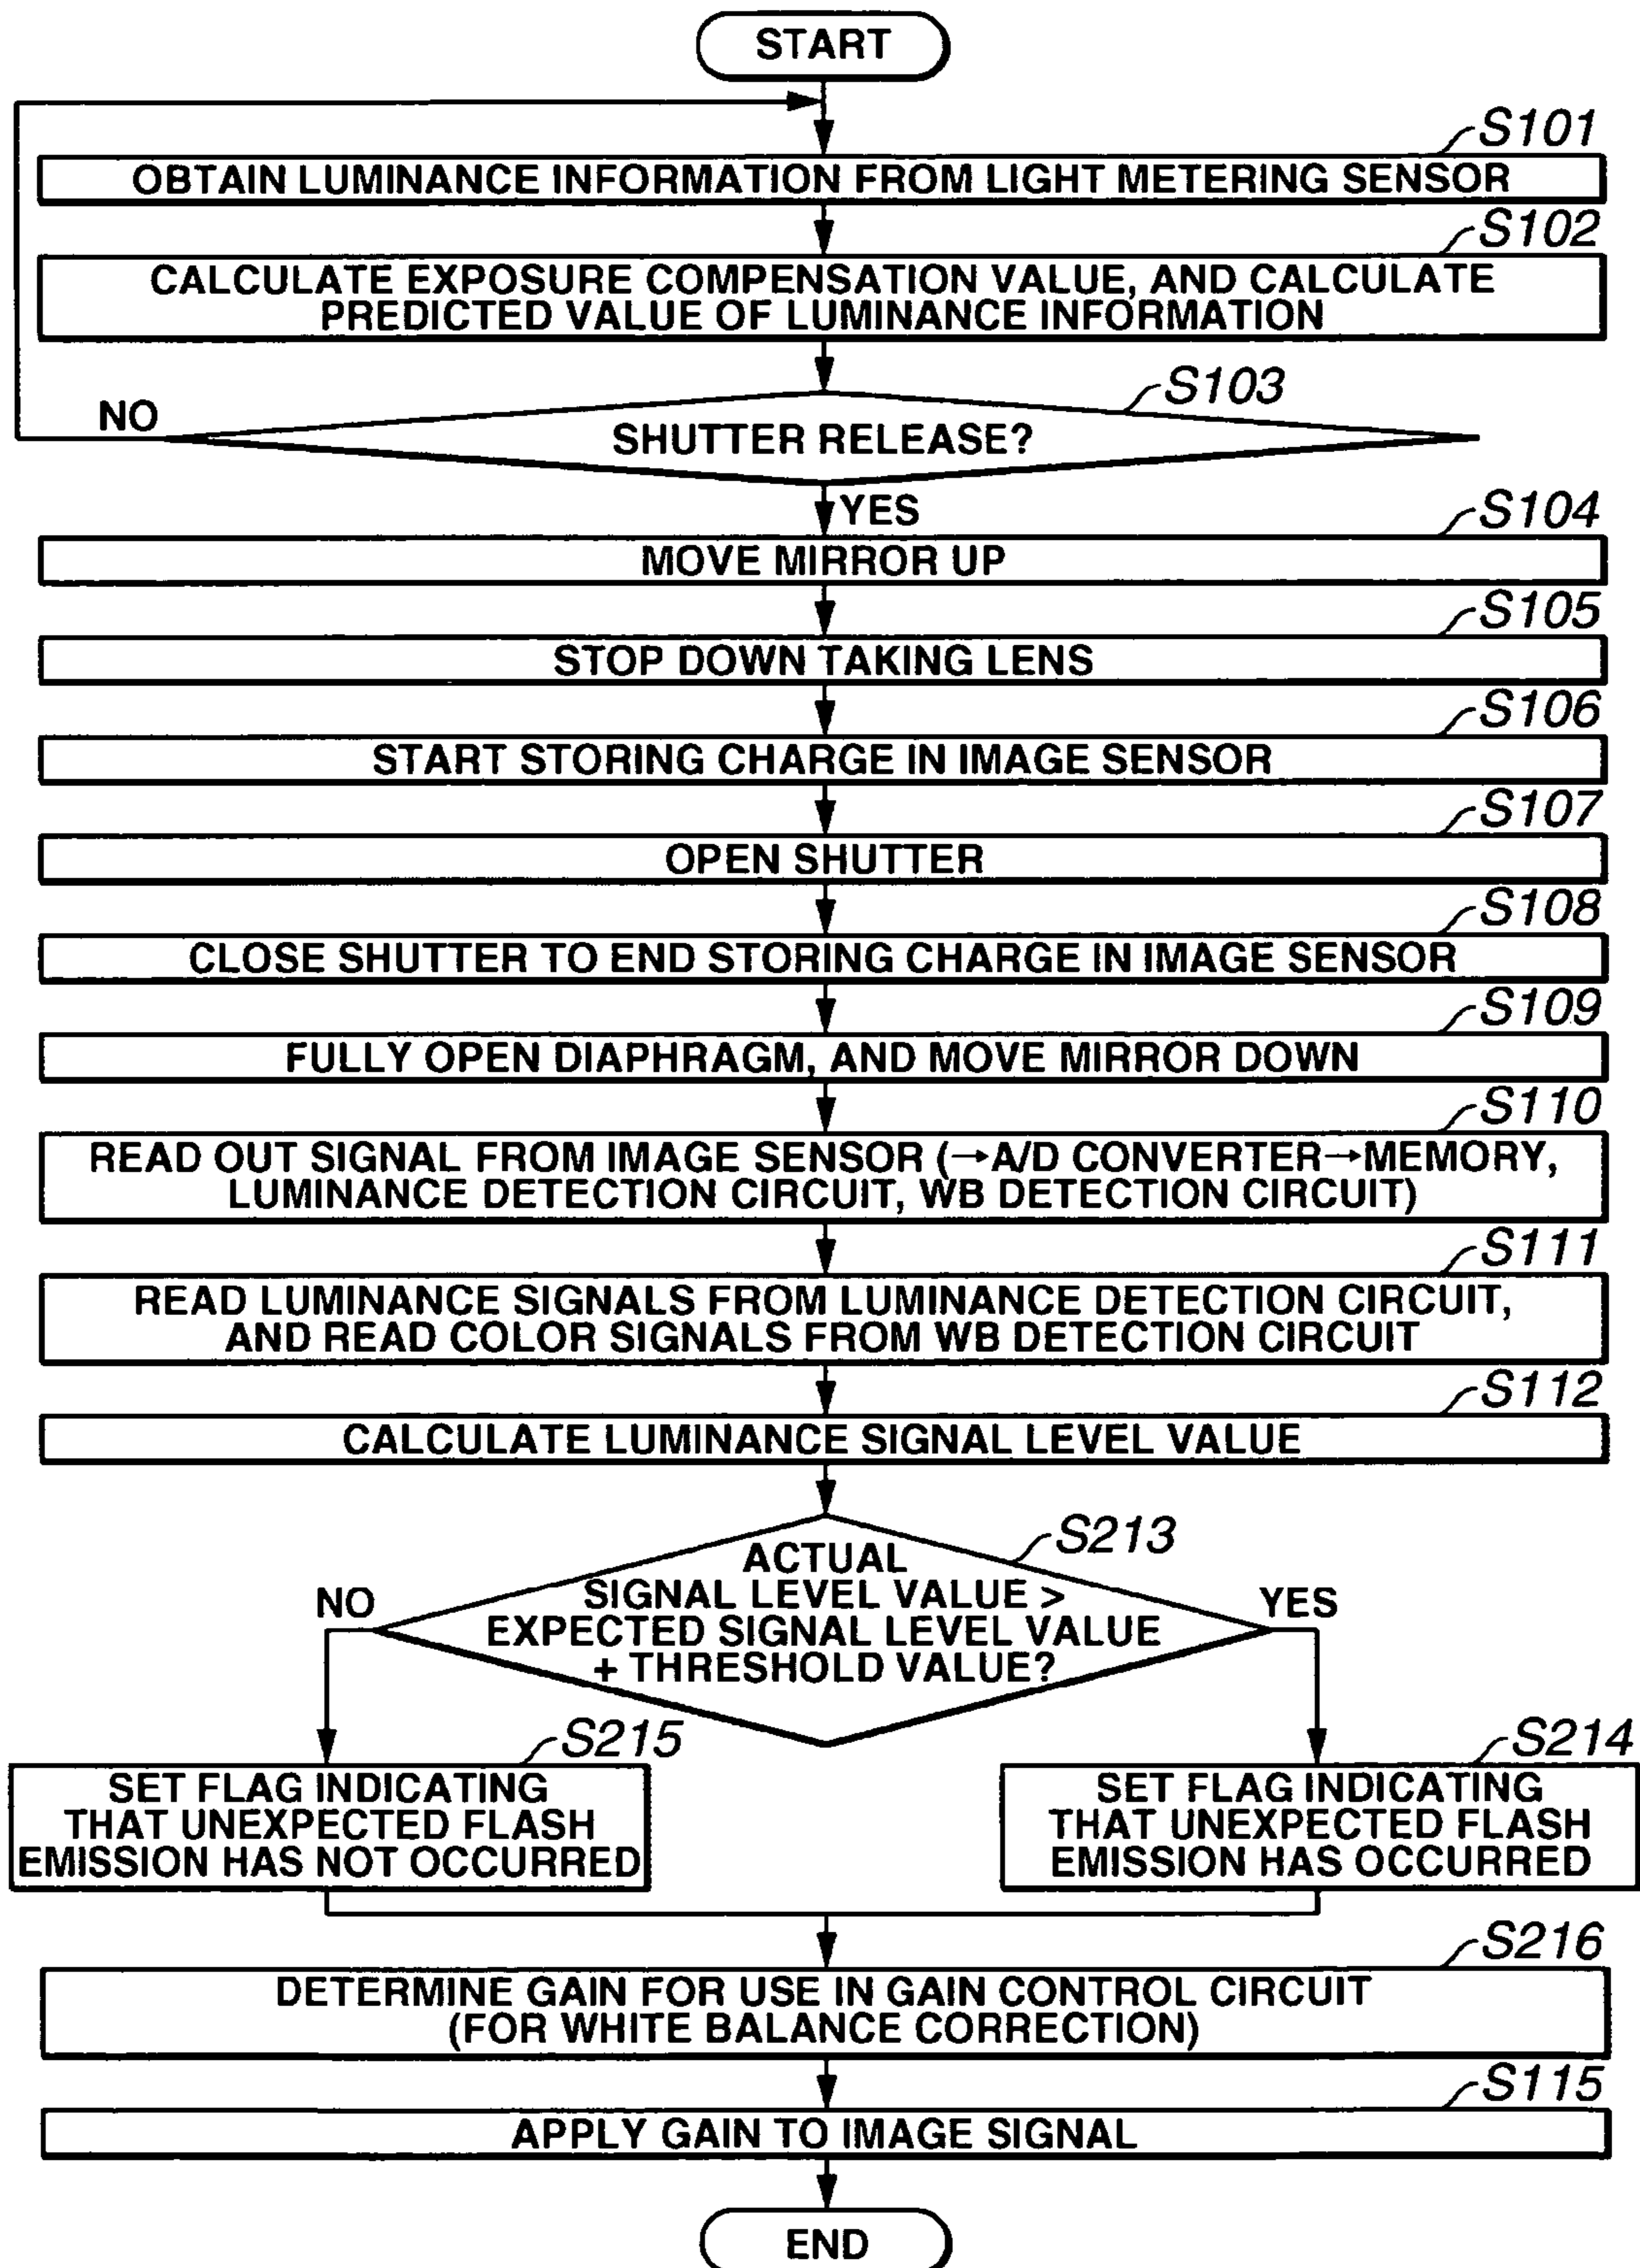 START
S101
OBTAIN LUMINANCE INFORMATION FROM LIGHT METERING SENSOR
S102
CALCULATE EXPOSURE COMPENSATION VALUE, AND CALCULATE
PREDICTED VALUE OF LUMINANCE INFORMATION
S103
NO
SHUTTER RELEASE?
YES
S104
MOVE MIRROR UP
S105
STOP DOWN TAKING LENS
S106
START STORING CHARGE IN IMAGE SENSOR
S107
OPEN SHUTTER
S108
CLOSE SHUTTER TO END STORING CHARGE IN IMAGE SENSOR
S109
FULLY OPEN DIAPHRAGM, AND MOVE MIRROR DOWN
S110
READ OUT SIGNAL FROM IMAGE SENSOR (→A/D CONVERTER→MEMORY,
LUMINANCE DETECTION CIRCUIT, WB DETECTION CIRCUIT)
S111
READ LUMINANCE SIGNALS FROM LUMINANCE DETECTION CIRCUIT,
AND READ COLOR SIGNALS FROM WB DETECTION CIRCUIT
S112
CALCULATE LUMINANCE SIGNAL LEVEL VALUE
S213
ACTUAL
SIGNAL LEVEL VALUE >
EXPECTED SIGNAL LEVEL VALUE
+ THRESHOLD VALUE?
NO
YES
S215
SET FLAG INDICATING
THAT UNEXPECTED FLASH
EMISSION HAS NOT OCCURRED
S214
SET FLAG INDICATING
THAT UNEXPECTED FLASH
EMISSION HAS OCCURRED
S216
DETERMINE GAIN FOR USE IN GAIN CONTROL CIRCUIT
(FOR WHITE BALANCE CORRECTION)
S115
APPLY GAIN TO IMAGE SIGNAL
END